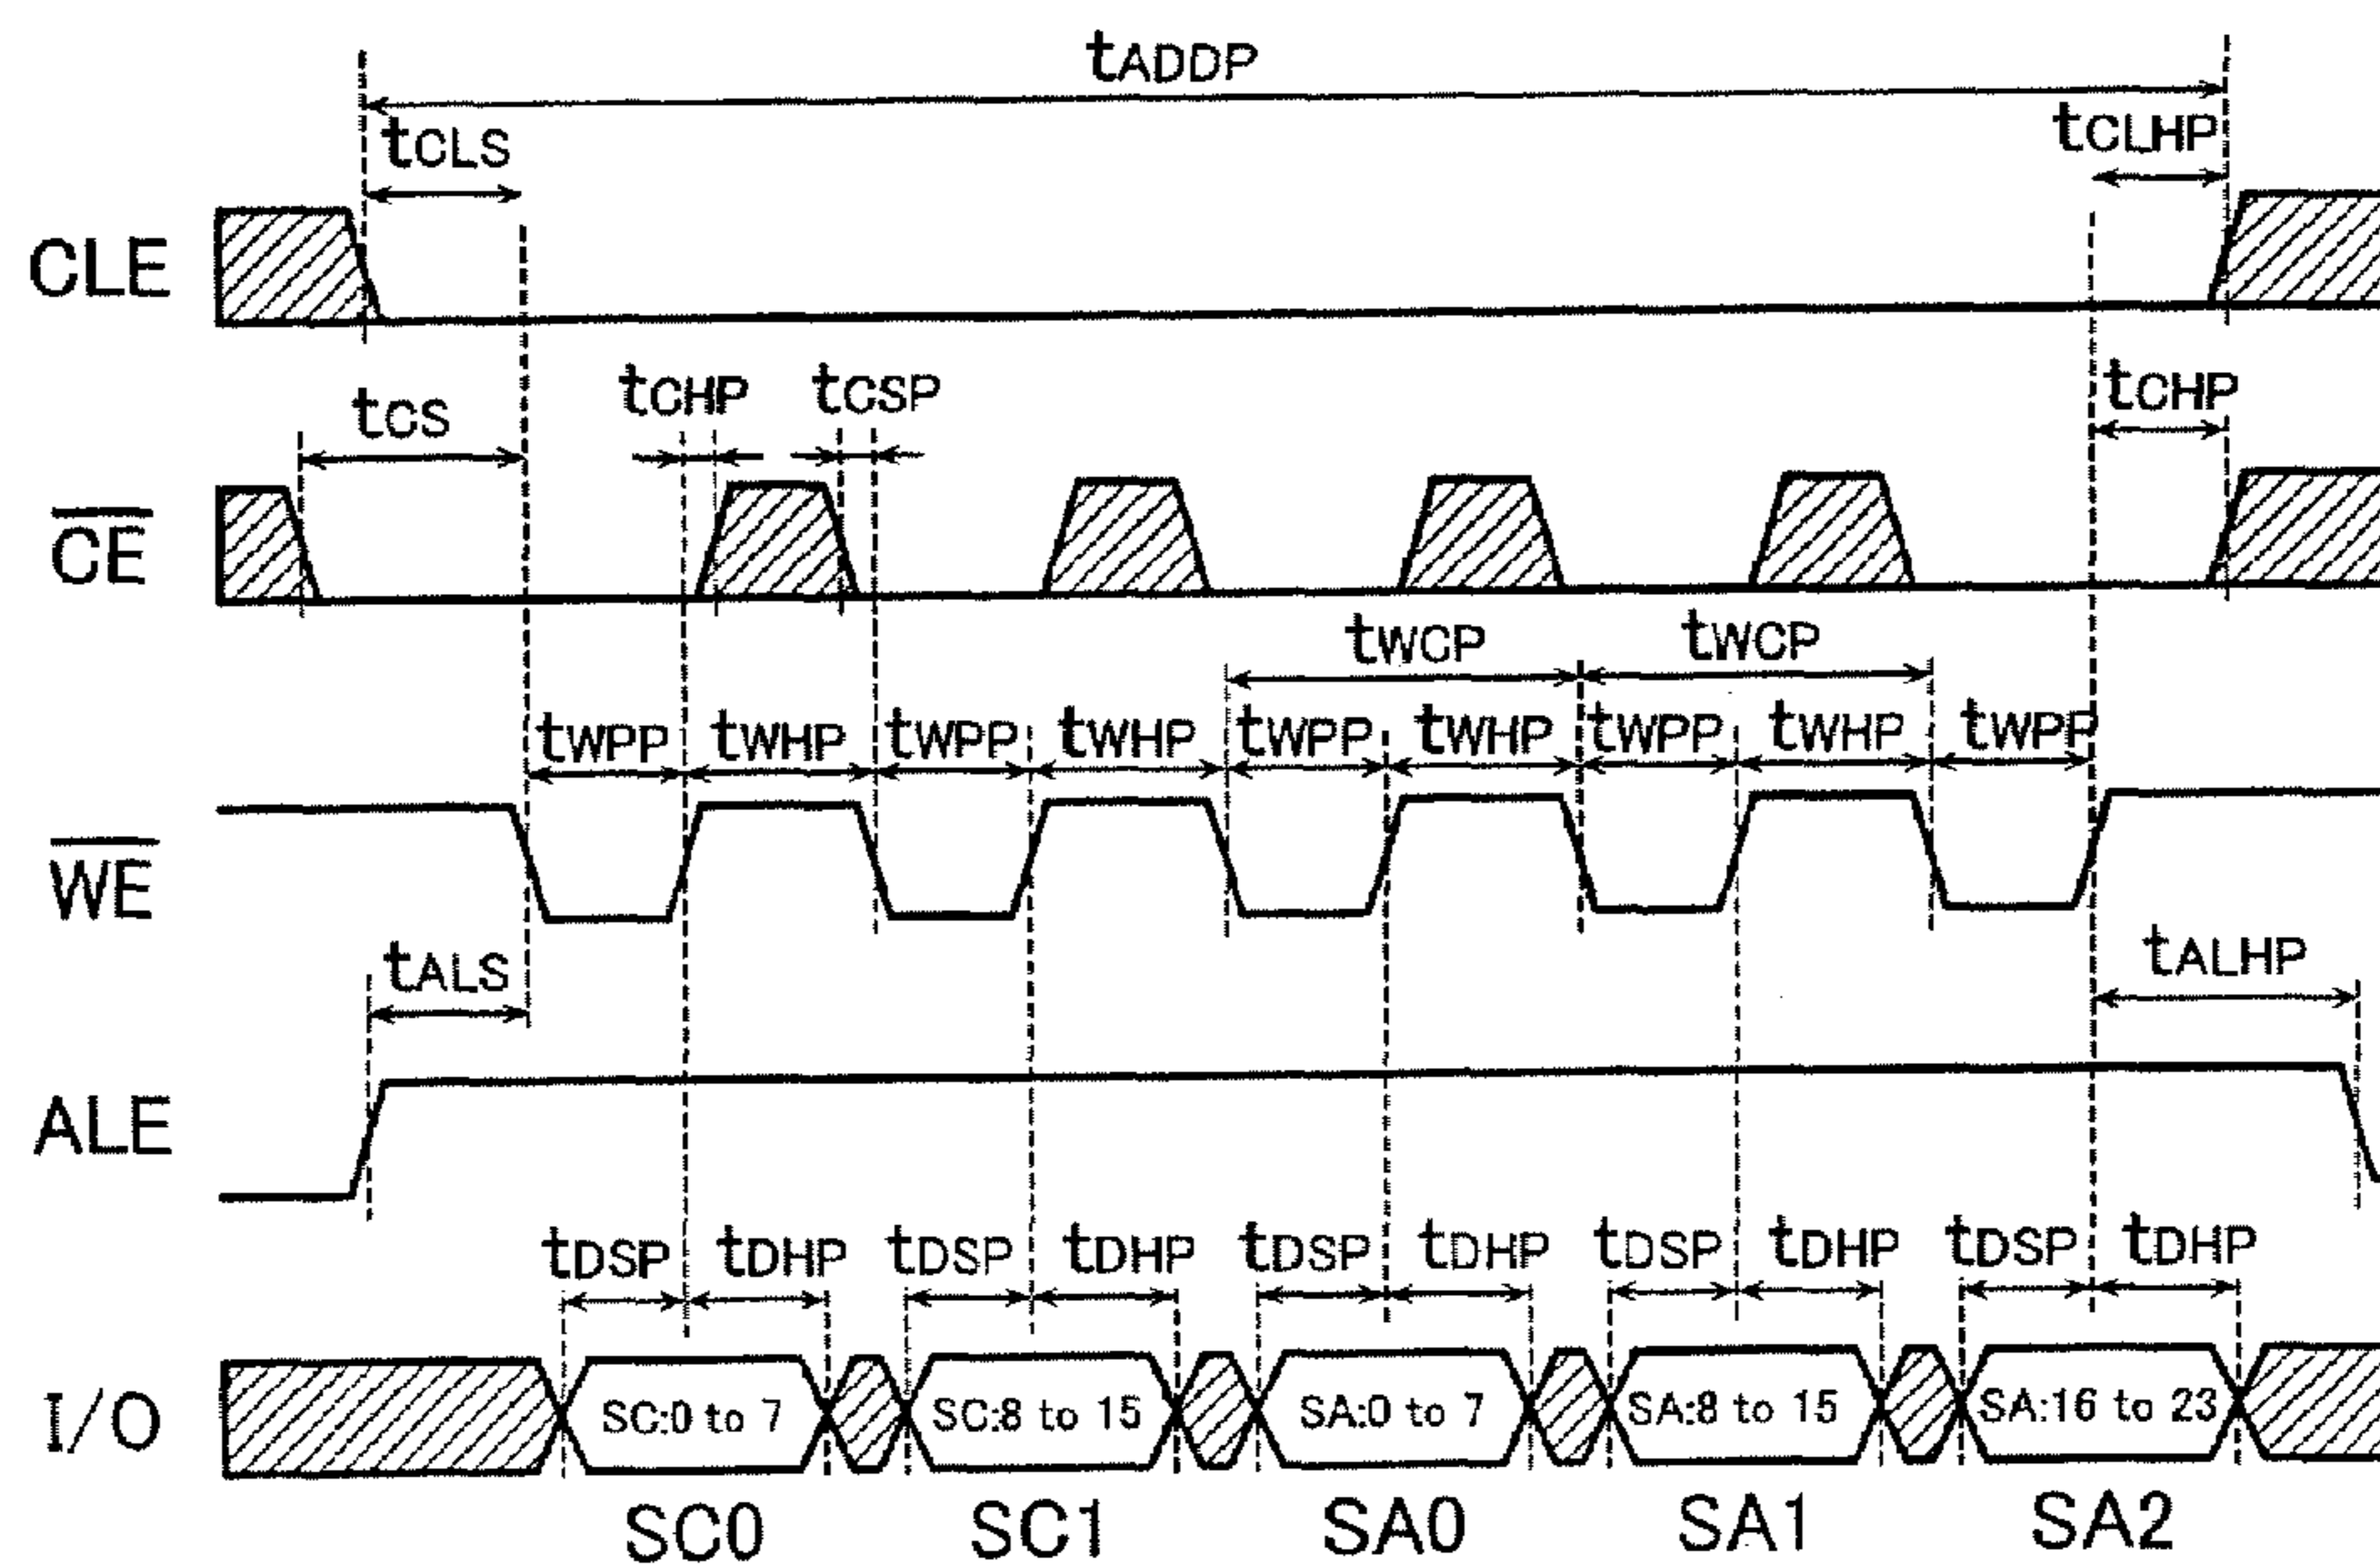 tADDP
tCLS tCLHP
CLE
tCS tCHP tCSP tCHP
CE
tWCP tWCP
tWPP tWHP tWPP tWHP tWPP tWHP tWPP tWHP tWPP
WE
tALS tALHP
ALE
tDSP tDHP tDSP tDHP tDSP tDHP tDSP tDHP tDSP tDHP
I/O SC:0 to 7 SC:8 to 15 SA:0 to 7 SA:8 to 15 SA:16 to 23
SC0 SC1 SA0 SA1 SA2